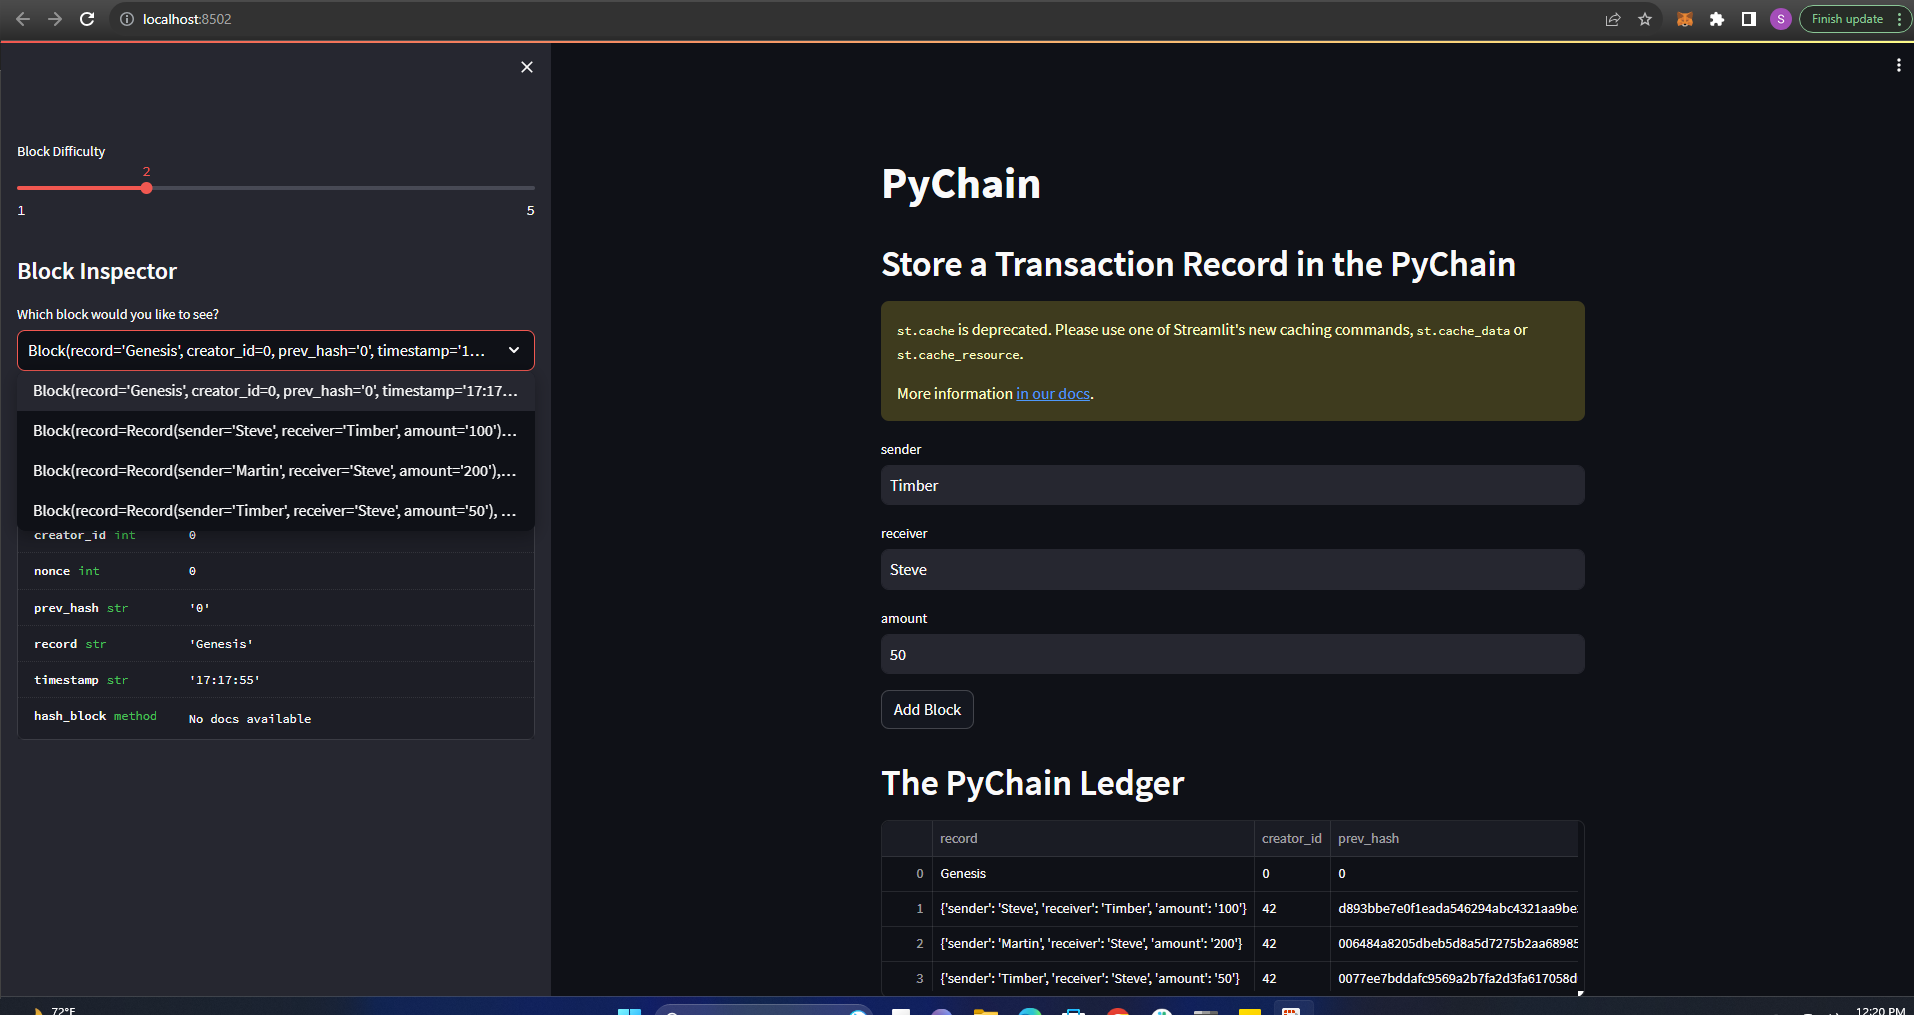 localhost:8502
S
Finish update
Block Difficulty
2
1
5
Block Inspector
Which block would you like to see?
Block(record='Genesis', creator_id=0, prev_hash='0', timestamp='1...
Block(record='Genesis', creator_id=0, prev_hash='0', timestamp='17:17...
Block(record=Record(sender='Steve', receiver='Timber', amount='100')...
Block(record=Record(sender='Martin', receiver='Steve', amount='200'),...
Block(record=Record(sender='Timber', receiver='Steve', amount='50'), ...
creator_id int 0
nonce int 0
prev_hash str '0'
record str 'Genesis'
timestamp str '17:17:55'
hash_block method No docs available
PyChain
Store a Transaction Record in the PyChain
st.cache is deprecated. Please use one of Streamlit's new caching commands, st.cache_data or
st.cache_resource.
More information in our docs.
sender
Timber
receiver
Steve
amount
50
Add Block
The PyChain Ledger
record creator_id prev_hash
0 Genesis 0 0
1 {'sender': 'Steve', 'receiver': 'Timber', 'amount': '100'} 42 d893bbe7e0f1eada546294abc4321aa9be
2 {'sender': 'Martin', 'receiver': 'Steve', 'amount': '200'} 42 006484a8205dbeb5d8a5d7275b2aa68985
3 {'sender': 'Timber', 'receiver': 'Steve', 'amount': '50'} 42 0077ee7bddafc9569a2b7fa2d3fa617058d
72°F
12:20 PM